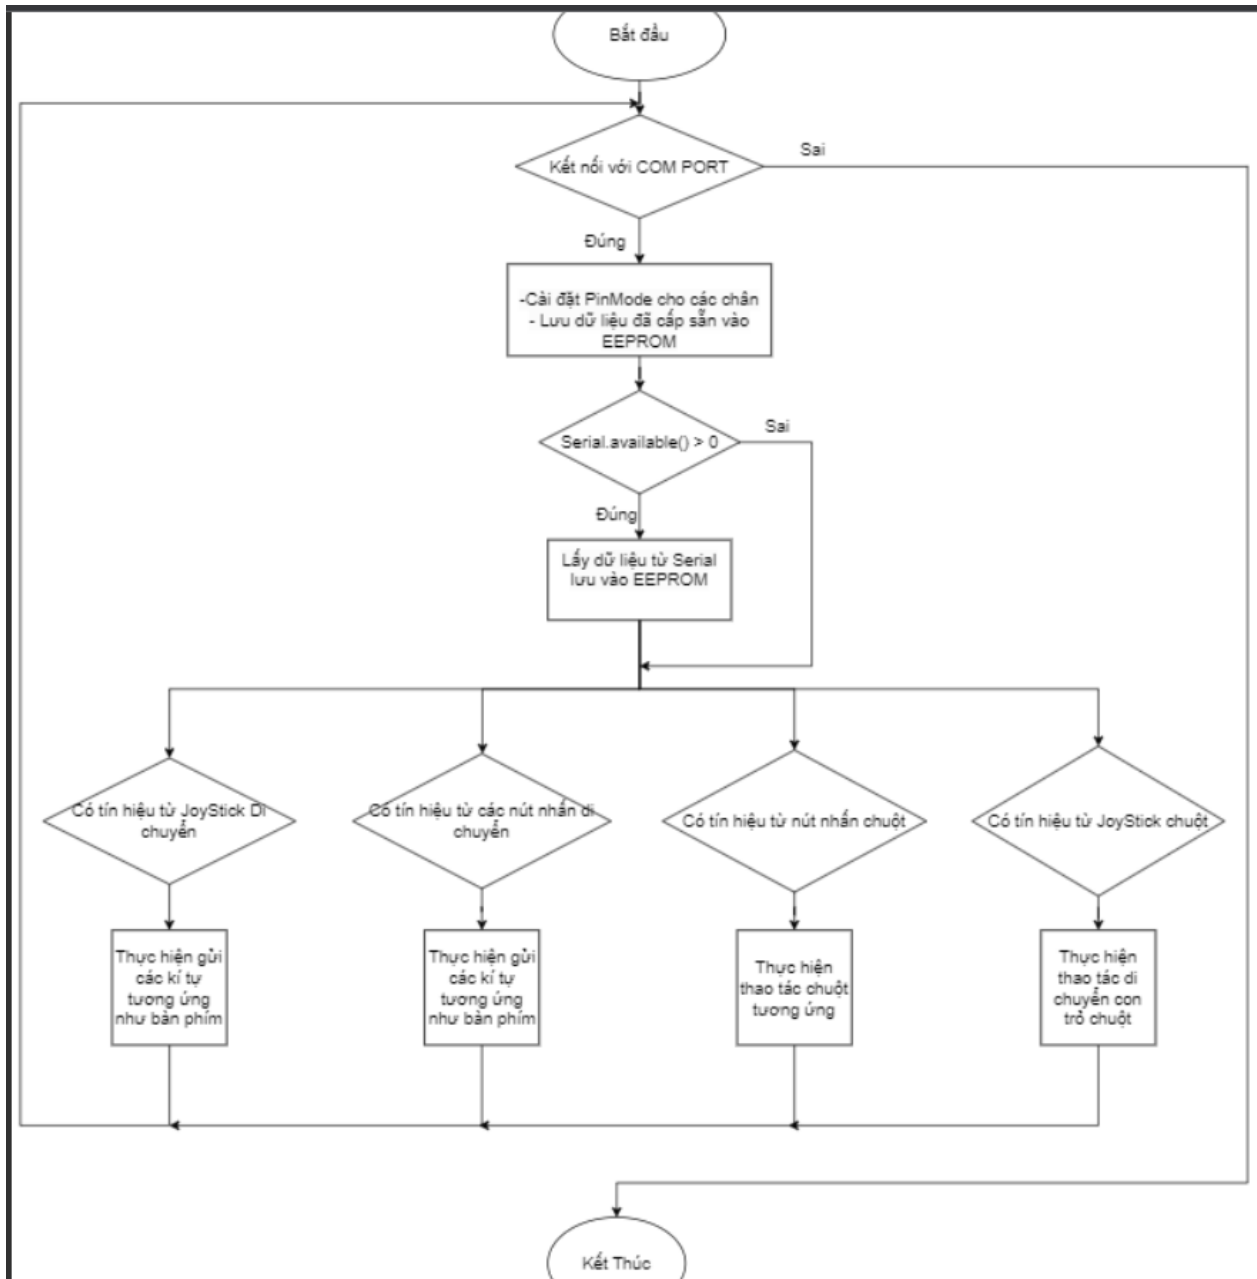 Bắt đầu
Kết nối với COM PORT
Sai
Đúng
-Cài đặt PinMode cho các chân
- Lưu dữ liệu đã cấp sẵn vào
EEPROM
Serial.available() > 0
Sai
Đúng
Lấy dữ liệu từ Serial
lưu vào EEPROM
Có tín hiệu từ JoyStick Di
chuyển
Có tín hiệu từ các nút nhấn di
chuyển
Có tín hiệu từ nút nhấn chuột
Có tín hiệu từ JoyStick chuột
Thực hiện gửi
các kí tự
tương ứng
như bàn phím
Thực hiện gửi
các kí tự
tương ứng
như bàn phím
Thực hiện
thao tác chuột
tương ứng
Thực hiện
thao tác di
chuyển con
trỏ chuột
Kết Thúc